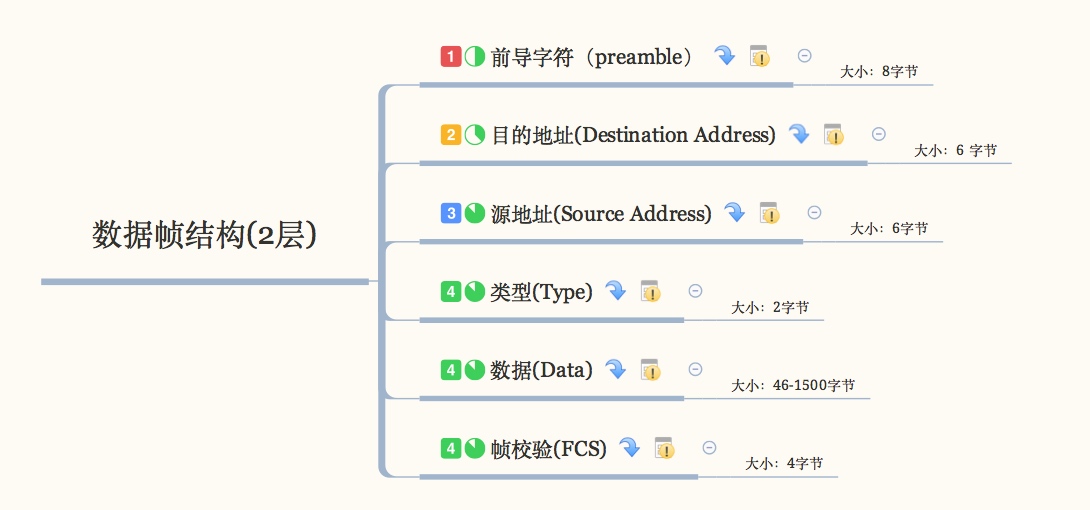 1 前导字符（preamble）
大小：8字节
2 目的地址(Destination Address)
大小：6 字节
3 源地址(Source Address)
大小：6字节
数据帧结构(2层)
4 类型(Type)
大小：2字节
4 数据(Data)
大小：46-1500字节
4 帧校验(FCS)
大小：4字节